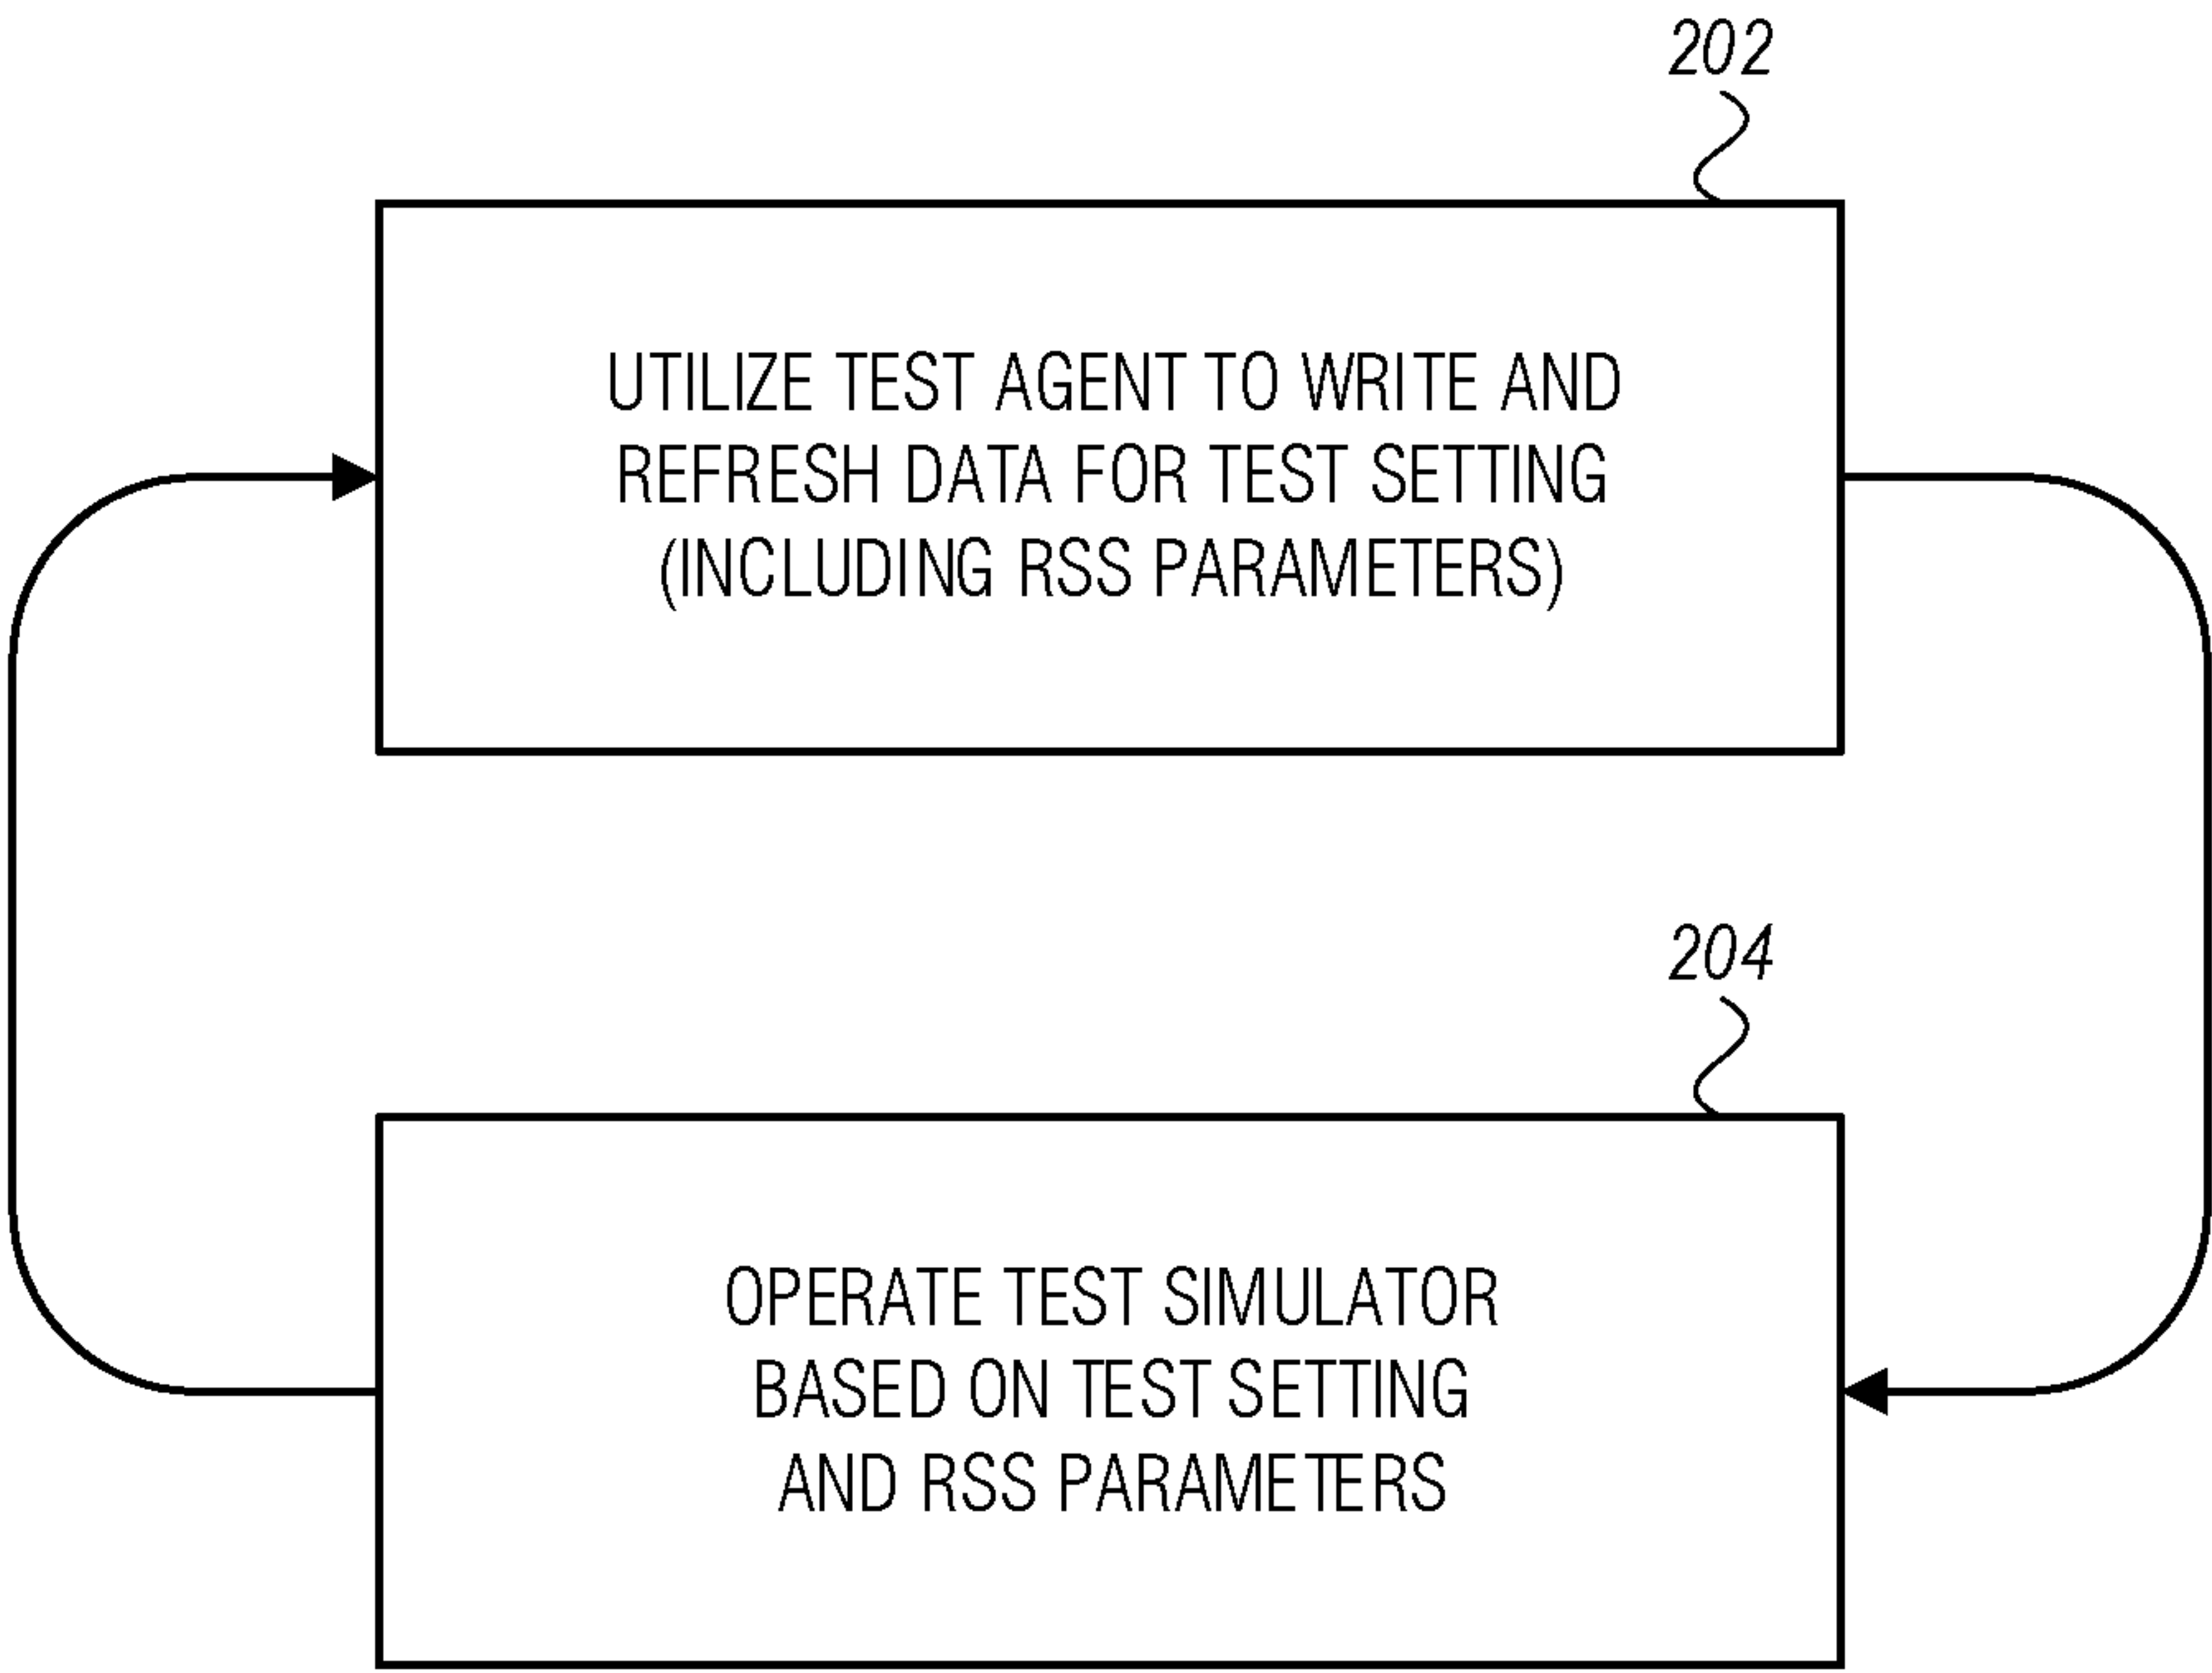 202
UTILIZE TEST AGENT TO WRITE AND
REFRESH DATA FOR TEST SETTING
(INCLUDING RSS PARAMETERS)
204
OPERATE TEST SIMULATOR
BASED ON TEST SETTING
AND RSS PARAMETERS